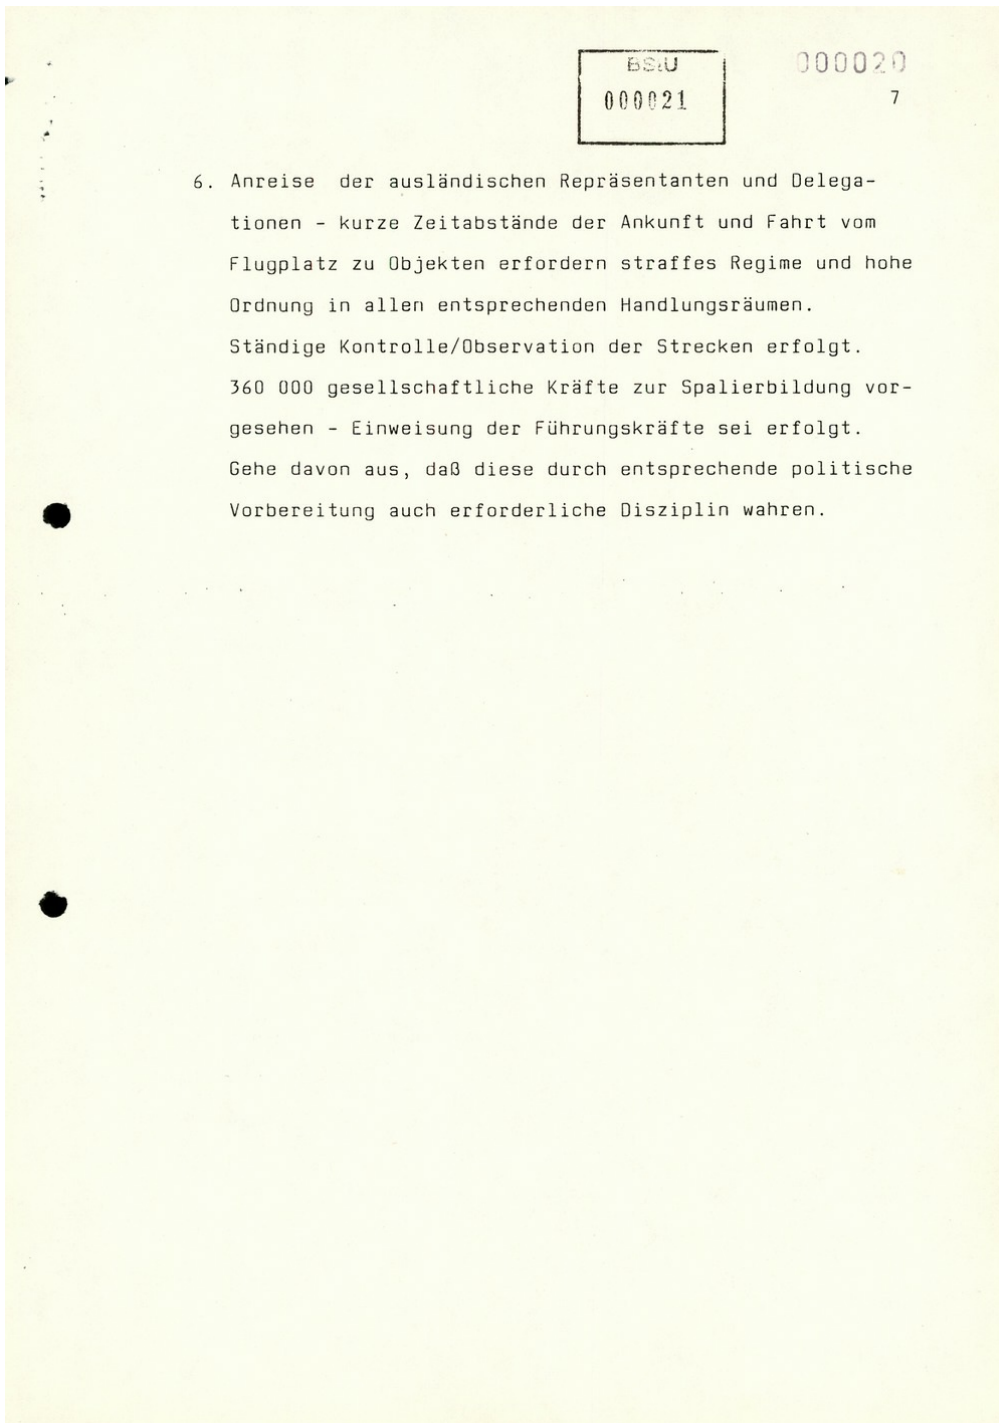 BStU
000021
000020
7
6. Anreise der ausländischen Repräsentanten und Delega-
tionen - kurze Zeitabstände der Ankunft und Fahrt vom
Flugplatz zu Objekten erfordern straffes Regime und hohe
Ordnung in allen entsprechenden Handlungsräumen.
Ständige Kontrolle/Observation der Strecken erfolgt.
360 000 gesellschaftliche Kräfte zur Spalierbildung vor-
gesehen - Einweisung der Führungskräfte sei erfolgt.
Gehe davon aus, daß diese durch entsprechende politische
Vorbereitung auch erforderliche Disziplin wahren.